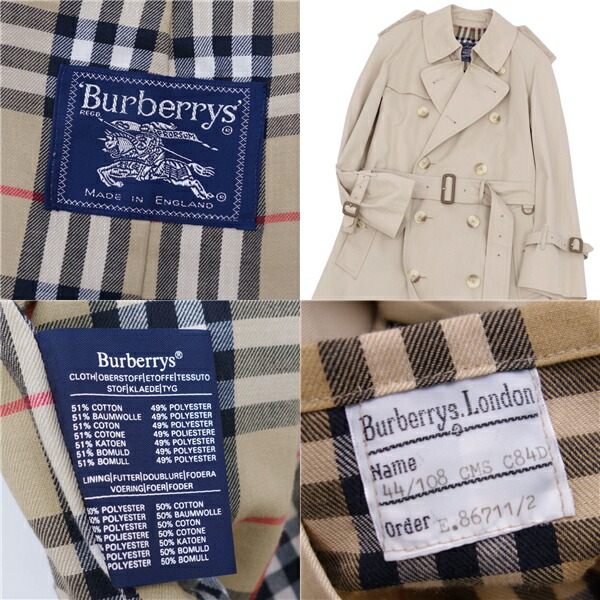 'Burberrys'
REGD.
PRORSUM
®
MADE IN ENGLAND
Burberrys®
CLOTH|OBERSTOFF|ETOFFE|TESSUTO
STOF|KLAEDE|TYG
51% COTTON 49% POLYESTER
51% BAUMWOLLE 49% POLYESTER
51% COTON 49% POLYESTER
51% COTONE 49% POLIESTERE
51% KATOEN 49% POLYESTER
51% BOMULD 49% POLYESTER
51% BOMULL 49% POLYESTER
LINING|FUTTER|DOUBLURE|FODERA
VOERING|FOER|FODER
POLYESTER 50% COTTON
POLYESTER 50% BAUMWOLLE
POLYESTER 50% COTON
POLIESTERE 50% COTONE
POLYESTER 50% KATOEN
POLYESTER 50% BOMULD
POLYESTER 50% BOMULL
Burberrys.London
Name
44/108 CMS C84D
Order E.86711/2